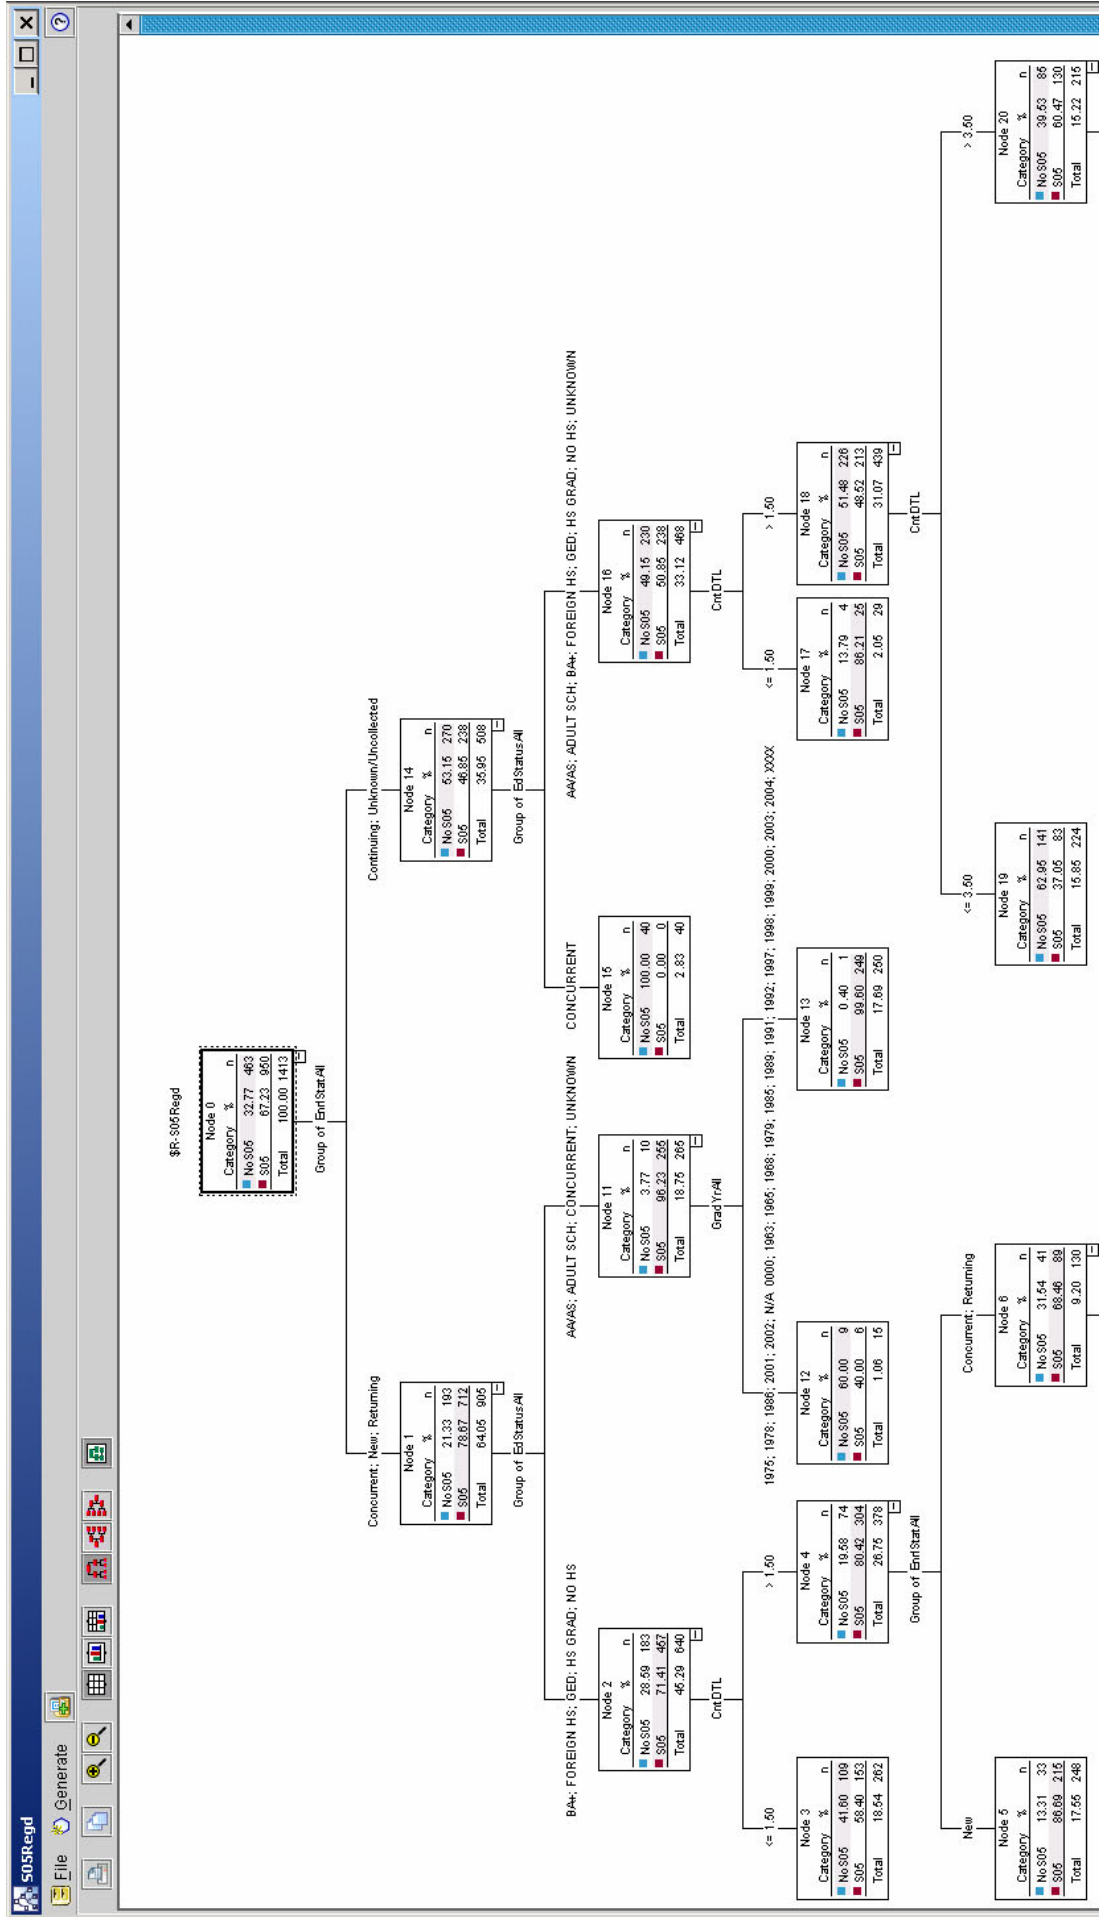 S05Regd
File Generate
$R-S05Regd
Node 0
Category % n
No S05 32.77 463
S05 67.23 950
Total 100.00 1413
Group of EnrlStatAll
Concurrent; New; Returning
Continuing; Unknown/Uncollected
Node 1
Category % n
No S05 21.33 193
S05 78.67 712
Total 64.05 905
Group of EdStatusAll
Node 14
Category % n
No S05 53.15 270
S05 46.85 238
Total 35.95 508
Group of EdStatusAll
BA+; FOREIGN HS; GED; HS GRAD; NO HS
AA/AS; ADULT SCH; CONCURRENT; UNKNOWN
CONCURRENT
AA/AS; ADULT SCH; BA+; FOREIGN HS; GED; HS GRAD; NO HS; UNKNOWN
Node 2
Category % n
No S05 28.59 183
S05 71.41 457
Total 45.29 640
CntDTL
Node 11
Category % n
No S05 3.77 10
S05 96.23 255
Total 18.75 265
GradYrAll
Node 15
Category % n
No S05 100.00 40
S05 0.00 0
Total 2.83 40
Node 16
Category % n
No S05 49.15 230
S05 50.85 238
Total 33.12 468
CntDTL
<= 1.50
> 1.50
1975; 1978; 1986; 2001; 2002; N/A
0000; 1963; 1965; 1968; 1979; 1985; 1989; 1991; 1992; 1997; 1998; 1999; 2000; 2003; 2004; XXXX
<= 1.50
> 1.50
Node 3
Category % n
No S05 41.60 109
S05 58.40 153
Total 18.54 262
Node 4
Category % n
No S05 19.58 74
S05 80.42 304
Total 26.75 378
Group of EnrlStatAll
Node 12
Category % n
No S05 60.00 9
S05 40.00 6
Total 1.06 15
Node 13
Category % n
No S05 0.40 1
S05 99.60 249
Total 17.69 250
Node 17
Category % n
No S05 13.79 4
S05 86.21 25
Total 2.05 29
Node 18
Category % n
No S05 51.48 226
S05 48.52 213
Total 31.07 439
CntDTL
New
Concurrent; Returning
<= 3.50
> 3.50
Node 5
Category % n
No S05 13.31 33
S05 86.69 215
Total 17.55 248
Node 6
Category % n
No S05 31.54 41
S05 68.46 89
Total 9.20 130
Node 19
Category % n
No S05 62.95 141
S05 37.05 83
Total 15.85 224
Node 20
Category % n
No S05 39.53 85
S05 60.47 130
Total 15.22 215